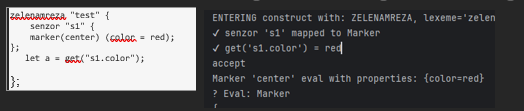 zelenamreza "test" {
senzor "s1" {
marker(center) (color = red);
};
let a = get("s1.color");
};
ENTERING construct with: ZELENAMREZA, lexeme='zelen
✓ senzor 's1' mapped to Marker
✓ get('s1.color') = red
accept
Marker 'center' eval with properties: {color=red}
? Eval: Marker
{